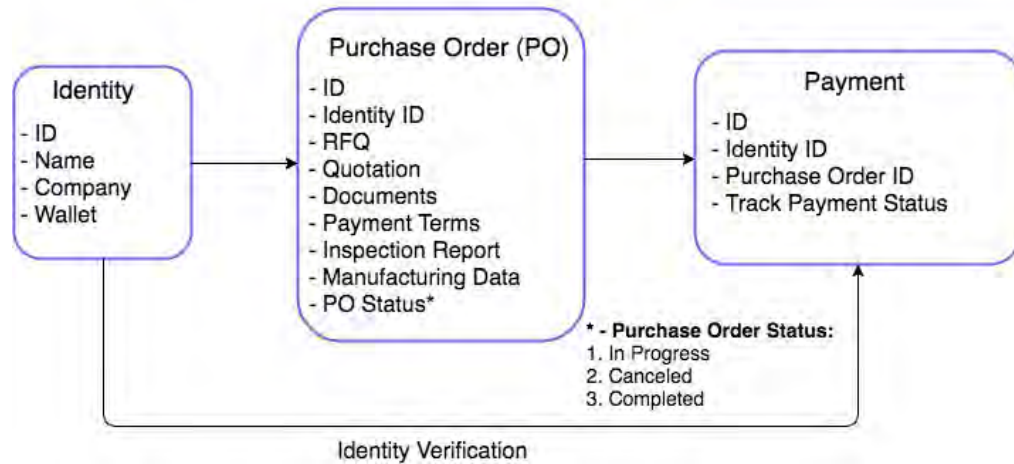 Identity
- ID
- Name
- Company
- Wallet
Purchase Order (PO)
- ID
- Identity ID
- RFQ
- Quotation
- Documents
- Payment Terms
- Inspection Report
- Manufacturing Data
- PO Status*
Payment
- ID
- Identity ID
- Purchase Order ID
- Track Payment Status
* - Purchase Order Status:
1. In Progress
2. Canceled
3. Completed
Identity Verification